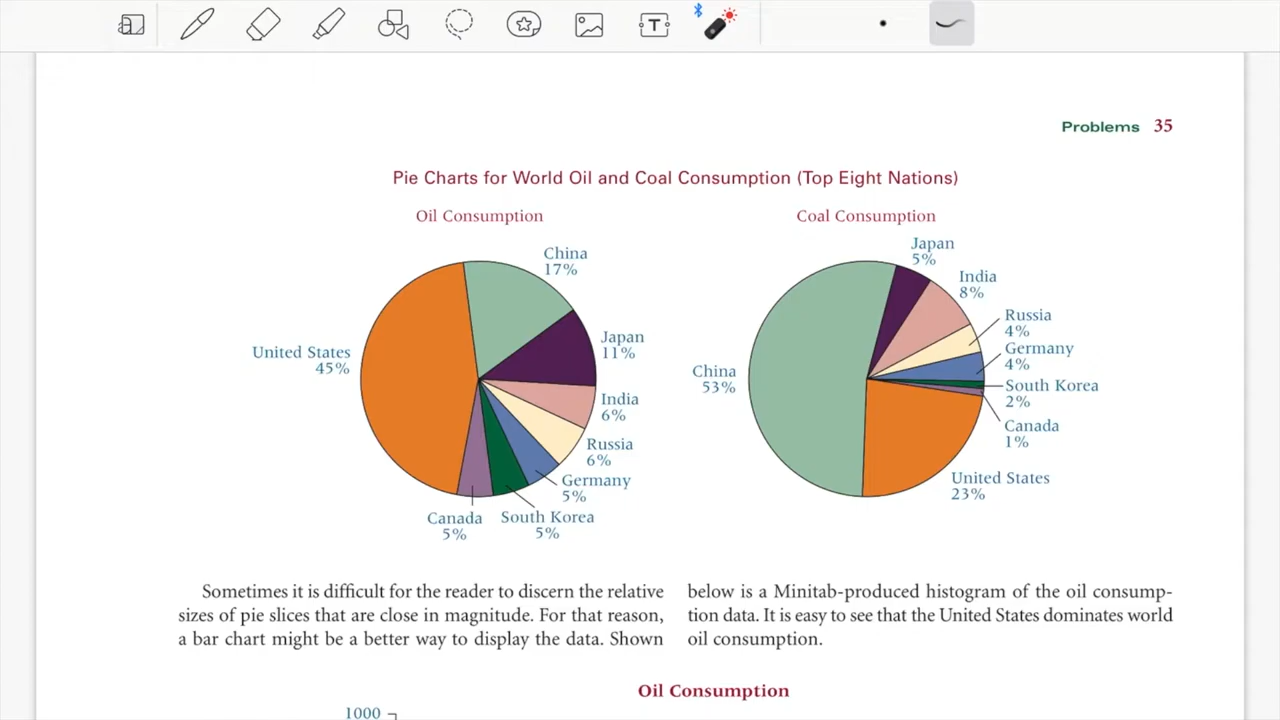 T
Problems 35
Pie Charts for World Oil and Coal Consumption (Top Eight Nations)
Oil Consumption
China
17%
Japan
11%
India
6%
Russia
6%
Germany
5%
South Korea
5%
Canada
5%
United States
45%
Coal Consumption
Japan
5%
India
8%
Russia
4%
Germany
4%
South Korea
2%
Canada
1%
United States
23%
China
53%
Sometimes it is difficult for the reader to discern the relative
sizes of pie slices that are close in magnitude. For that reason,
a bar chart might be a better way to display the data. Shown
below is a Minitab-produced histogram of the oil consump-
tion data. It is easy to see that the United States dominates world
oil consumption.
Oil Consumption
1000